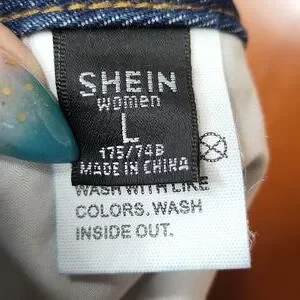 SHEIN
women
L
175/74B
MADE IN CHINA
WASH WITH LIKE
COLORS. WASH
INSIDE OUT.